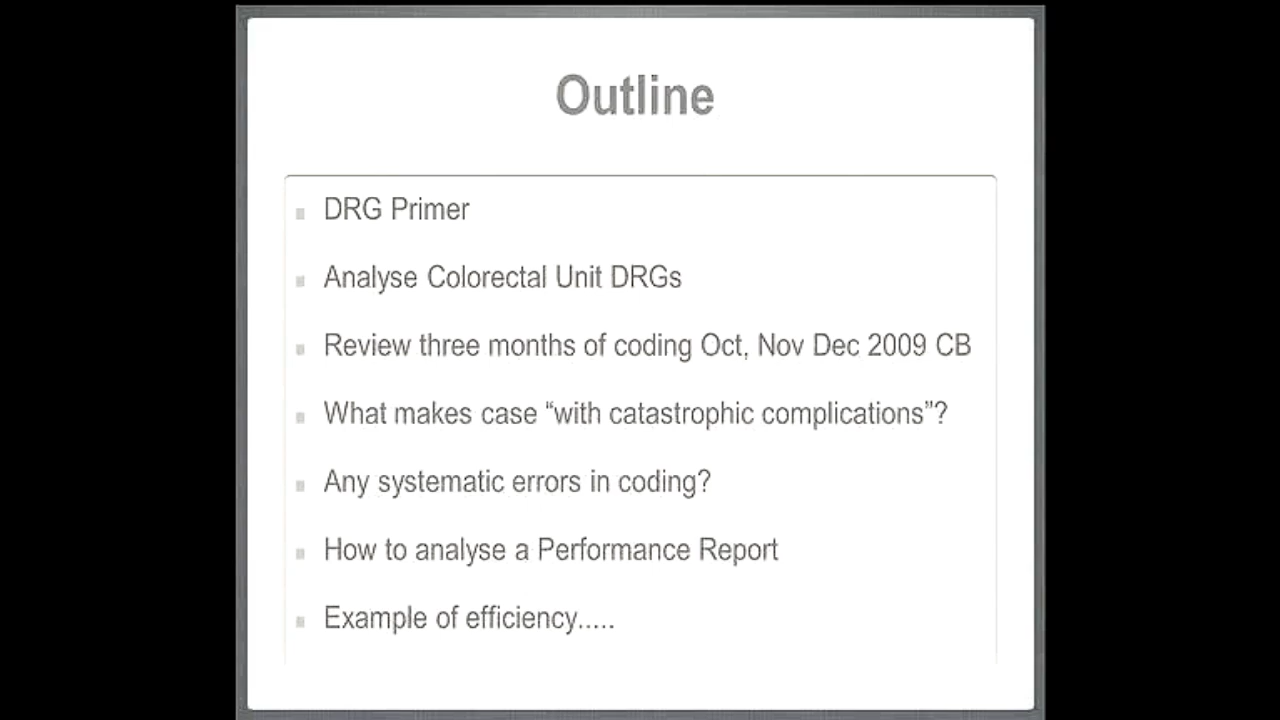 Outline
DRG Primer
Analyse Colorectal Unit DRGs
Review three months of coding Oct, Nov Dec 2009 CB
What makes case “with catastrophic complications”?
Any systematic errors in coding?
How to analyse a Performance Report
Example of efficiency.....